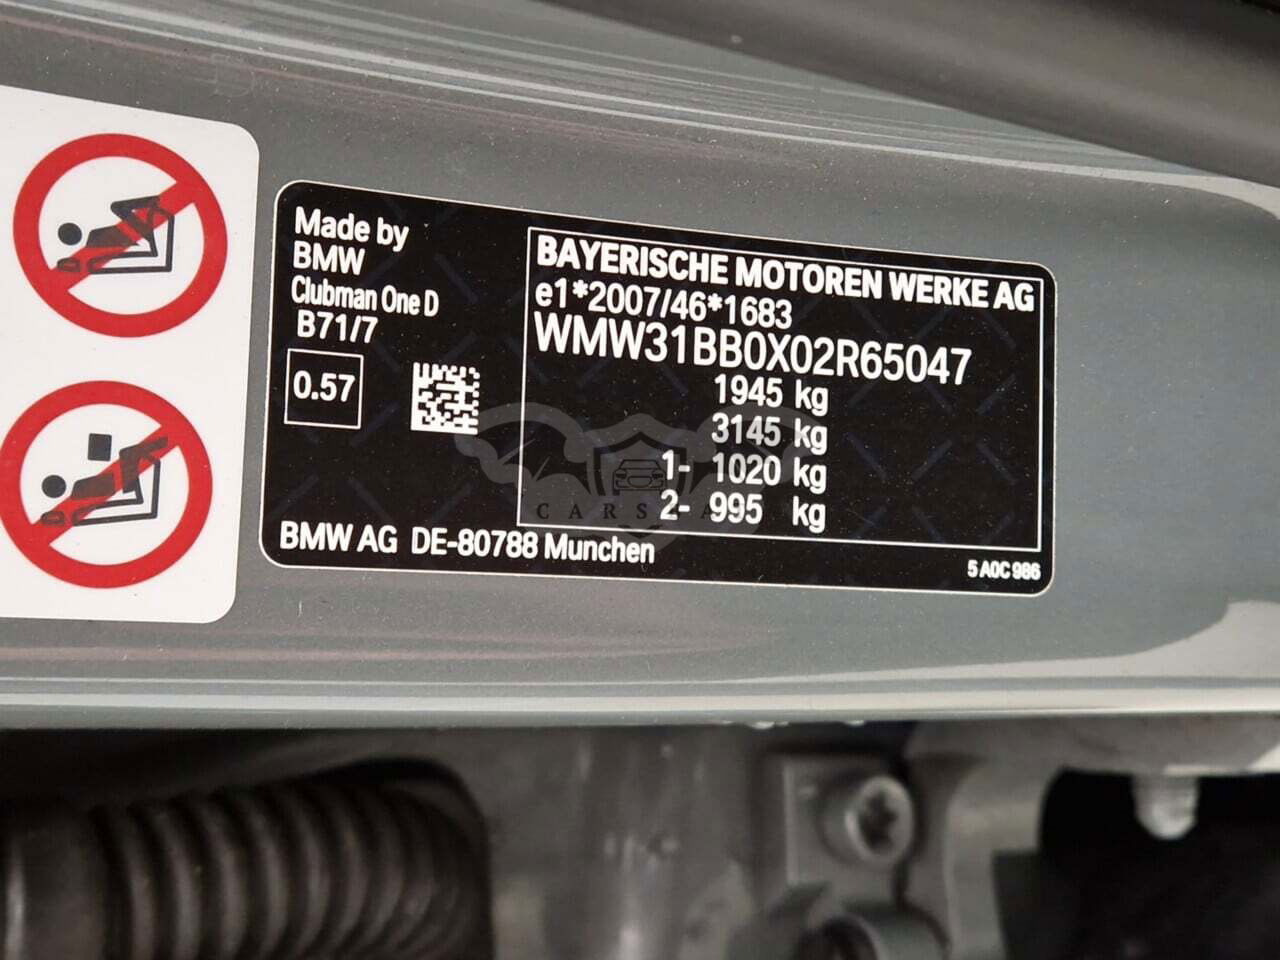 Made by
BMW
Clubman One D
B71/7
0.57
BAYERISCHE MOTOREN WERKE AG
e1*2007/46*1683
WMW31BB0X02R65047
1945 kg
3145 kg
1- 1020 kg
2- 995 kg
BMW AG DE-80788 Munchen
5 A0C 986